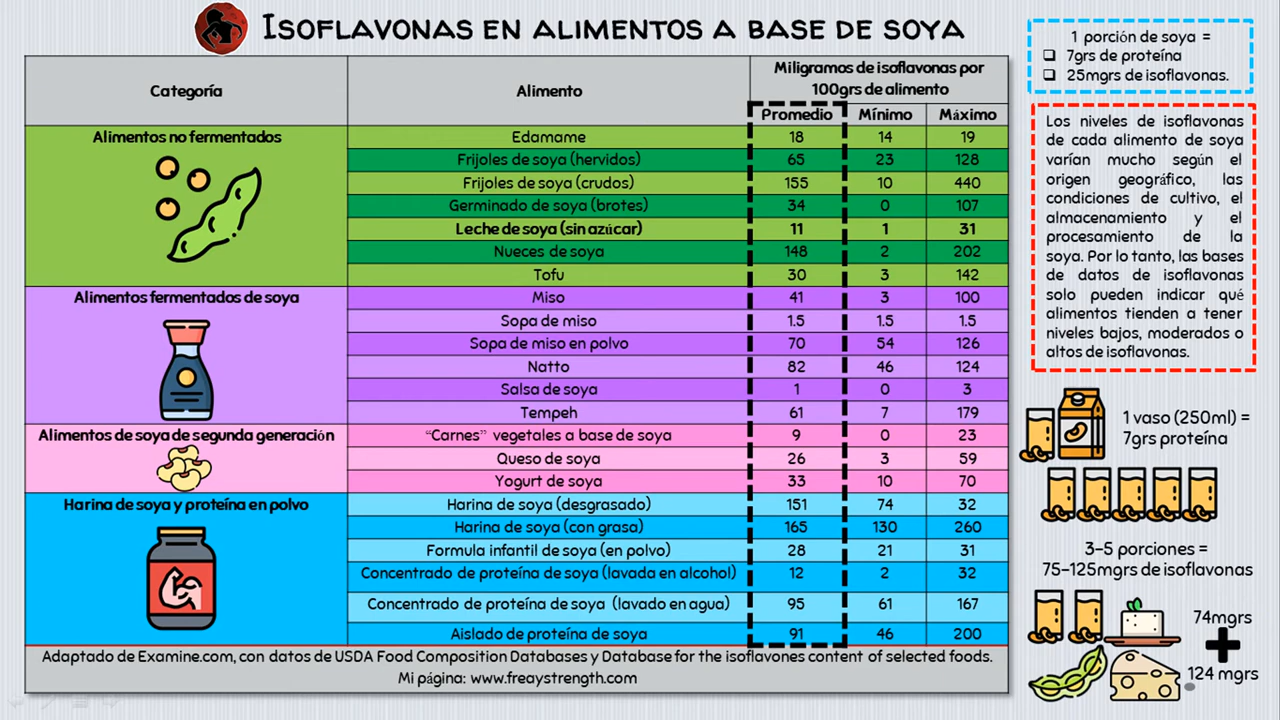 ISOFLAVONAS EN ALIMENTOS A BASE DE SOYA
Categoría Alimento Miligramos de isoflavonas por
100grs de alimento
Promedio Mínimo Máximo
Alimentos no fermentados
Edamame 18 14 19
Frijoles de soya (hervidos) 65 23 128
Frijoles de soya (crudos) 155 10 440
Germinado de soya (brotes) 34 0 107
Leche de soya (sin azúcar) 11 1 31
Nueces de soya 148 2 202
Tofu 30 3 142
Alimentos fermentados de soya
Miso 41 3 100
Sopa de miso 1.5 1.5 1.5
Sopa de miso en polvo 70 54 126
Natto 82 46 124
Salsa de soya 1 0 3
Tempeh 61 7 179
Alimentos de soya de segunda generación
“Carnes” vegetales a base de soya 9 0 23
Queso de soya 26 3 59
Yogurt de soya 33 10 70
Harina de soya y proteína en polvo
Harina de soya (desgrasado) 151 74 32
Harina de soya (con grasa) 165 130 260
Formula infantil de soya (en polvo) 28 21 31
Concentrado de proteína de soya (lavada en alcohol) 12 2 32
Concentrado de proteína de soya (lavado en agua) 95 61 167
Aislado de proteína de soya 91 46 200
Adaptado de Examine.com, con datos de USDA Food Composition Databases y Database for the isoflavones content of selected foods.
Mi página: www.freaystrength.com
1 porción de soya =
7grs de proteína
25mgrs de isoflavonas.
Los niveles de isoflavonas
de cada alimento de soya
varían mucho según el
origen geográfico, las
condiciones de cultivo, el
almacenamiento y el
procesamiento de la
soya. Por lo tanto, las bases
de datos de isoflavonas
solo pueden indicar qué
alimentos tienden a tener
niveles bajos, moderados o
altos de isoflavonas.
1 vaso (250ml) =
7grs proteína
3-5 porciones =
75-125mgrs de isoflavonas
74mgrs
124 mgrs